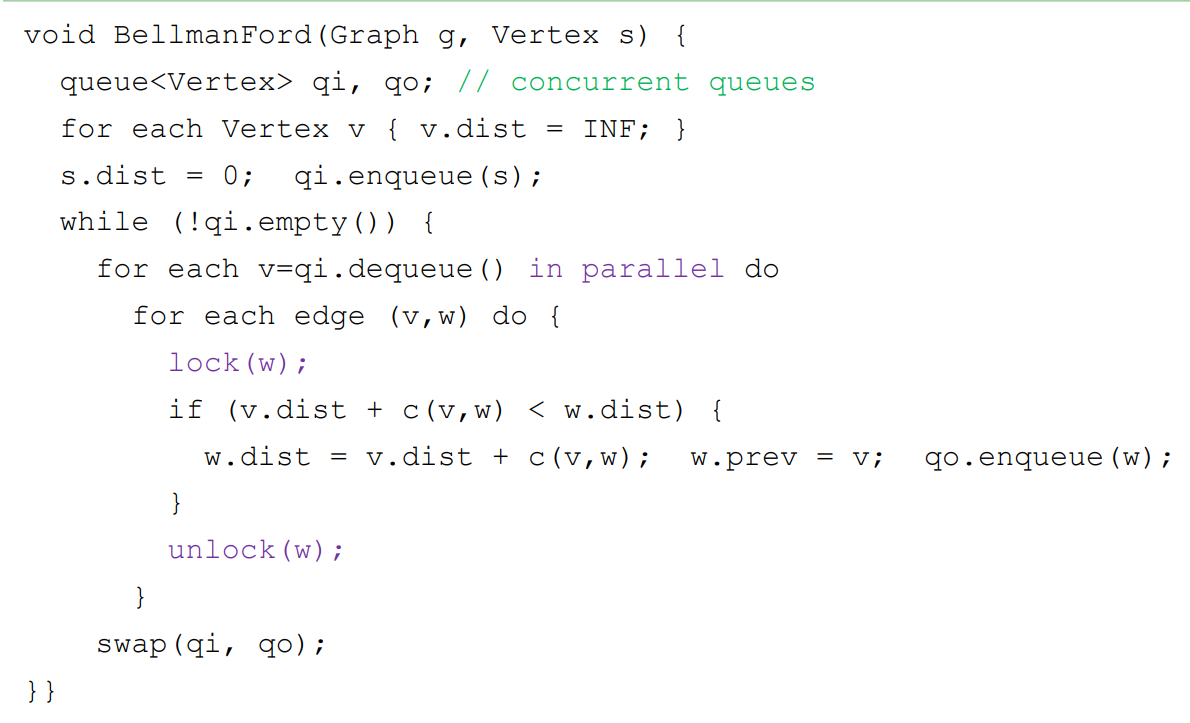 void BellmanFord(Graph g, Vertex s) {
queue<Vertex> qi, qo; // concurrent queues
for each Vertex v { v.dist = INF; }
s.dist = 0;  qi.enqueue(s);
while (!qi.empty()) {
for each v=qi.dequeue() in parallel do
for each edge (v,w) do {
lock(w);
if (v.dist + c(v,w) < w.dist) {
w.dist = v.dist + c(v,w);  w.prev = v;  qo.enqueue(w);
}
unlock(w);
}
swap(qi, qo);
}}